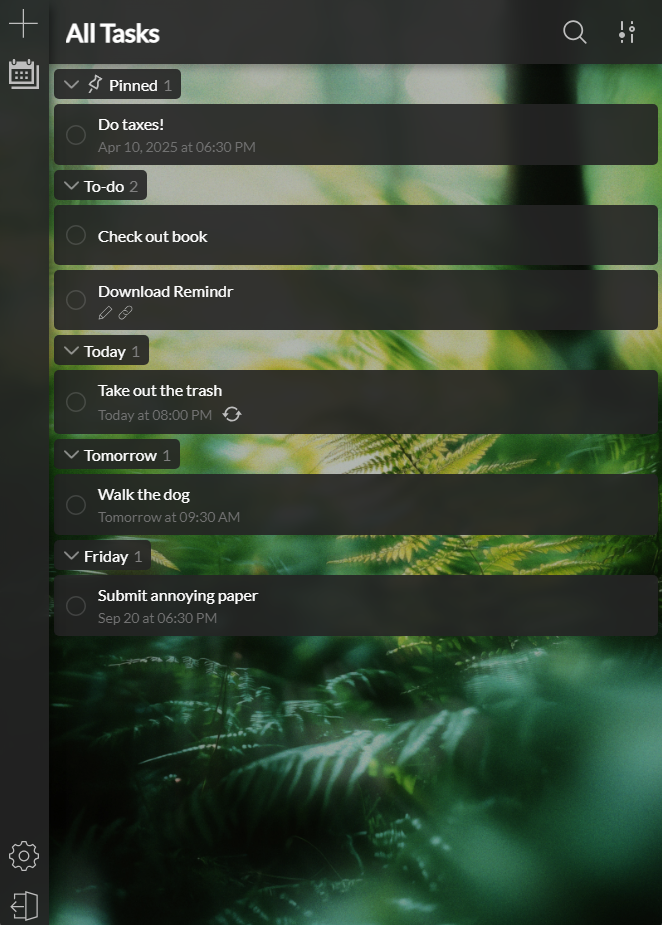 All Tasks
Pinned 1
Do taxes!
Apr 10, 2025 at 06:30 PM
To-do 2
Check out book
Download Remindr
Today 1
Take out the trash
Today at 08:00 PM
Tomorrow 1
Walk the dog
Tomorrow at 09:30 AM
Friday 1
Submit annoying paper
Sep 20 at 06:30 PM